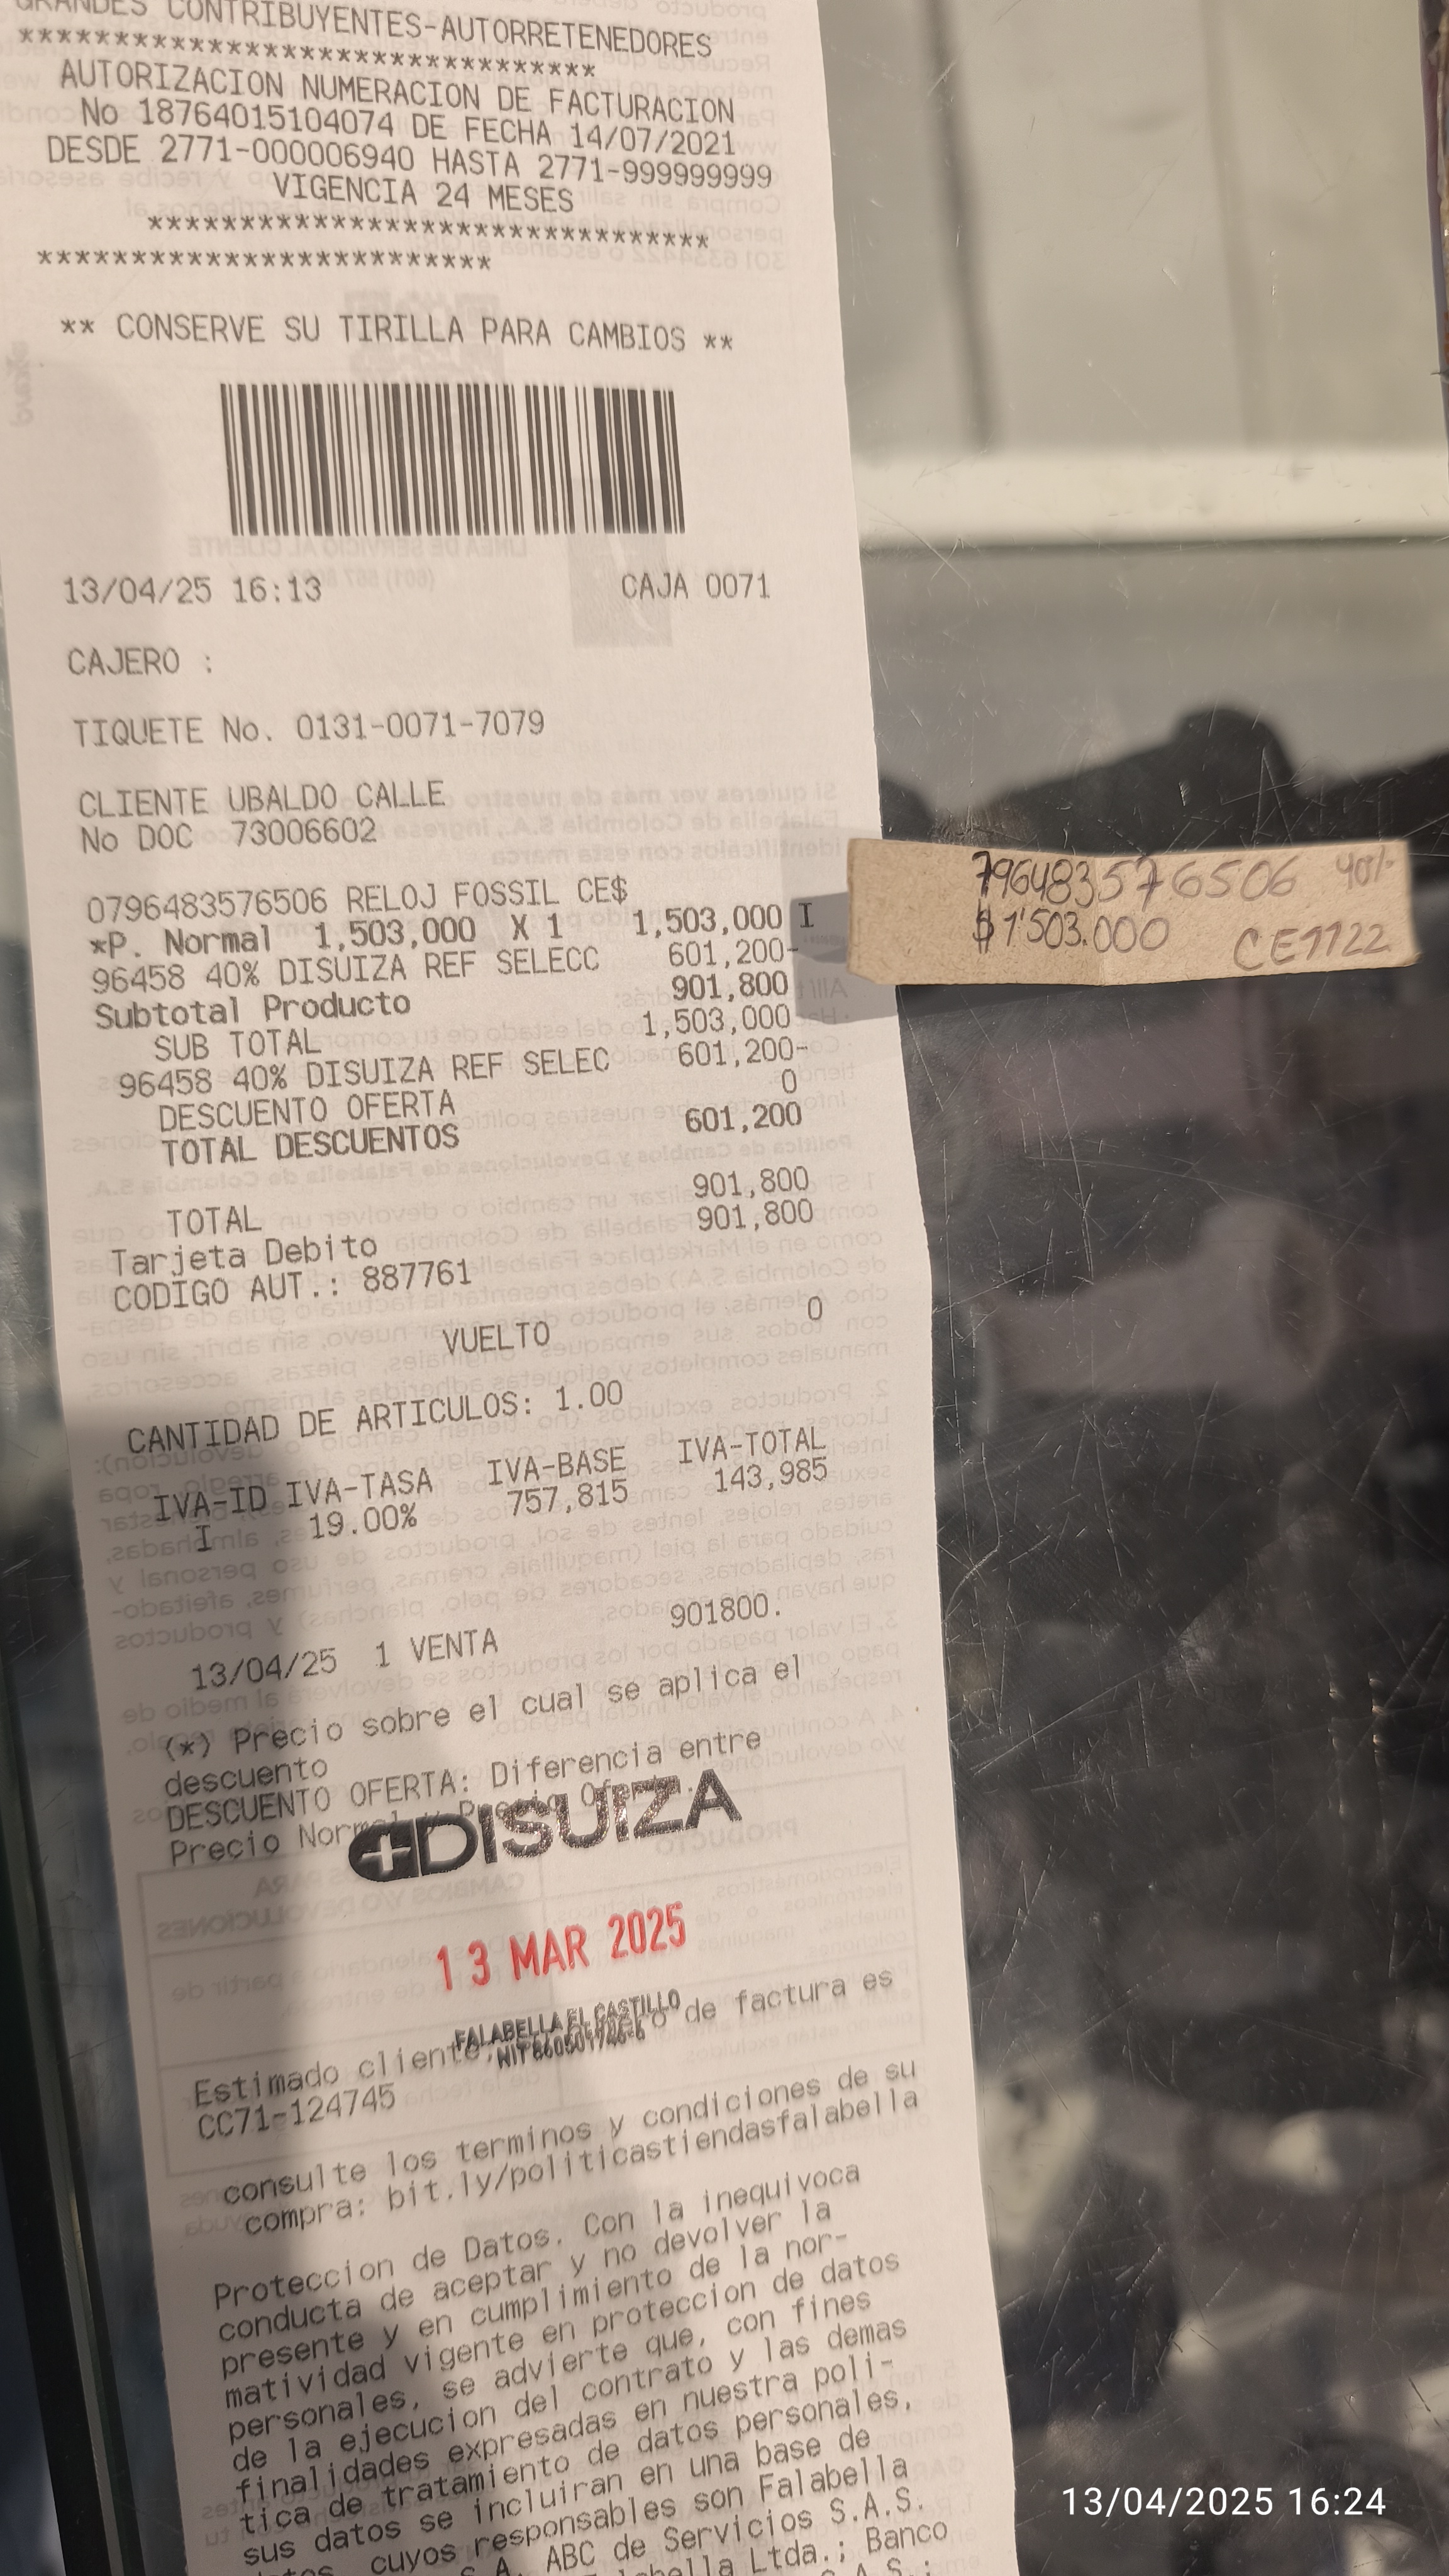 GRANDES CONTRIBUYENTES-AUTORRETENEDORES
*******************************
AUTORIZACION NUMERACION DE FACTURACION
No 18764015104074 DE FECHA 14/07/2021
DESDE 2771-000006940 HASTA 2771-999999999
VIGENCIA 24 MESES
*******************************
*************************
** CONSERVE SU TIRILLA PARA CAMBIOS **
13/04/25 16:13 CAJA 0071
CAJERO :
TIQUETE No. 0131-0071-7079
CLIENTE UBALDO CALLE
No DOC 73006602
0796483576506 RELOJ FOSSIL CE$
*P. Normal 1,503,000 X 1 1,503,000 I
96458 40% DISUIZA REF SELECC 601,200-
Subtotal Producto 901,800
SUB TOTAL 1,503,000
96458 40% DISUIZA REF SELEC 601,200-
DESCUENTO OFERTA 0
TOTAL DESCUENTOS 601,200
TOTAL 901,800
Tarjeta Debito 901,800
CODIGO AUT.: 887761
VUELTO 0
CANTIDAD DE ARTICULOS: 1.00
IVA-ID IVA-TASA IVA-BASE IVA-TOTAL
I 19.00% 757,815 143,985
13/04/25 1 VENTA 901800.
(*) Precio sobre el cual se aplica el
descuento
DESCUENTO OFERTA: Diferencia entre
Precio Normal y Precio
DISUIZA
13 MAR 2025
FALABELLA EL CASTILLO
NIT 860501746-6
Estimado cliente, de factura es
CC71-124745
consulte los terminos y condiciones de su
compra: bit.ly/politicastiendasfalabella
Proteccion de Datos. Con la inequivoca
conducta de aceptar y no devolver la
presente y en cumplimiento de la nor-
matividad vigente en proteccion de datos
personales, se advierte que, con fines
de la ejecucion del contrato y las demas
finalidades expresadas en nuestra poli-
tica de tratamiento de datos personales,
sus datos se incluiran en una base de
datos, cuyos responsables son Falabella
S.A. ABC de Servicios S.A.S.
Falabella Ltda.; Banco
796483576506 40%
$1'503.000 CE1122
13/04/2025 16:24